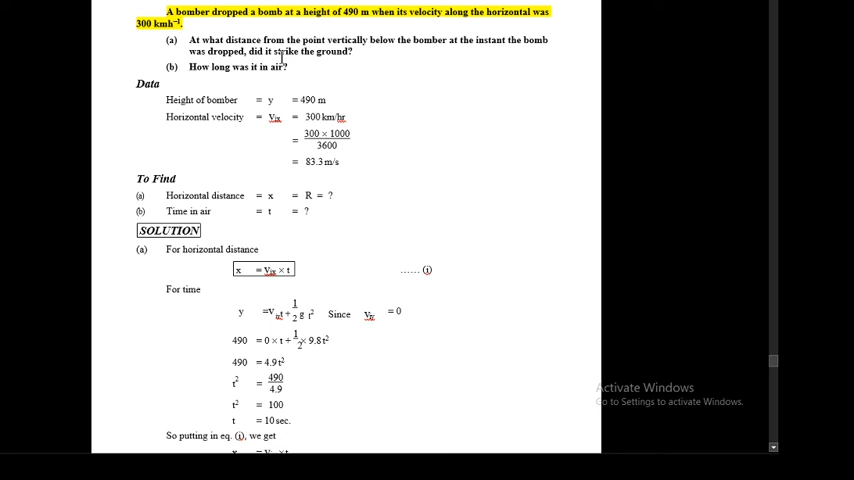 A bomber dropped a bomb at a height of 490 m when its velocity along the horizontal was
300 kmh⁻¹.
(a) At what distance from the point vertically below the bomber at the instant the bomb
was dropped, did it strike the ground?
(b) How long was it in air?
Data
Height of bomber = y = 490 m
Horizontal velocity = vix = 300 km/hr
= 300 × 1000 / 3600
= 83.3 m/s
To Find
(a) Horizontal distance = x = R = ?
(b) Time in air = t = ?
SOLUTION
(a) For horizontal distance
x = vix × t ...... (i)
For time
y = viyt + 1/2 g t² Since viy = 0
490 = 0 × t + 1/2 × 9.8 t²
490 = 4.9 t²
t² = 490 / 4.9
t² = 100
t = 10 sec.
So putting in eq. (i), we get
Activate Windows
Go to Settings to activate Windows.